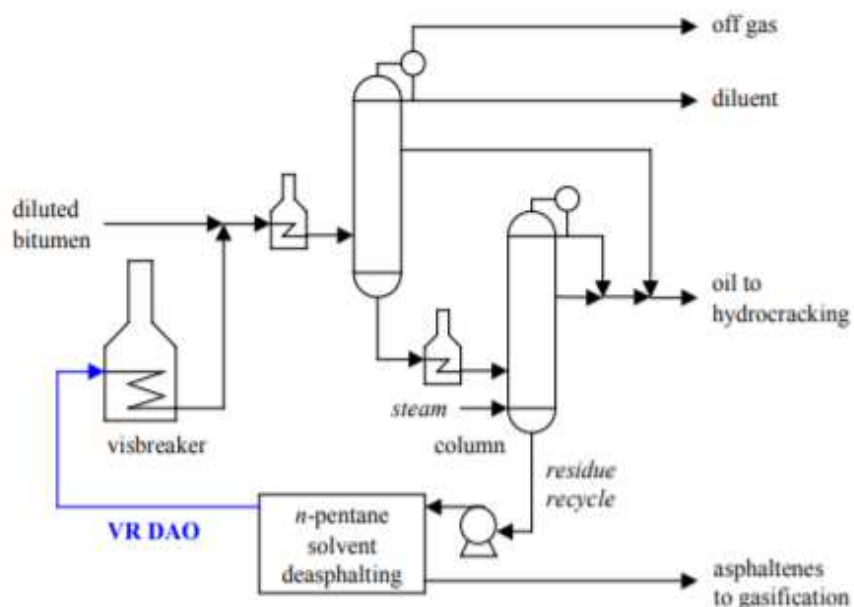 off gas
diluent
diluted
bitumen
oil to
hydrocracking
steam
visbreaker
column
residue
recycle
VR DAO
n-pentane
solvent
deasphalting
asphaltenes
to gasification